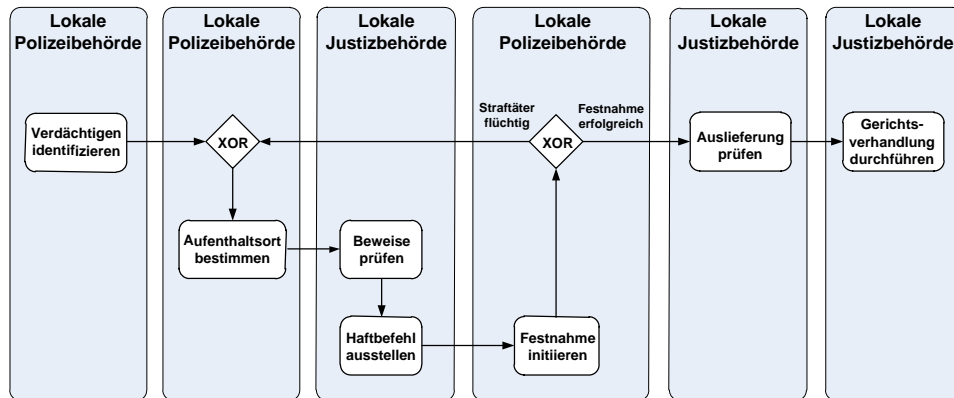 Lokale
Polizeibehörde
Lokale
Polizeibehörde
Lokale
Justizbehörde
Lokale
Polizeibehörde
Lokale
Justizbehörde
Lokale
Justizbehörde
Verdächtigen
identifizieren
XOR
Straftäter
flüchtig
Festnahme
erfolgreich
XOR
Auslieferung
prüfen
Gerichts-
verhandlung
durchführen
Aufenthaltsort
bestimmen
Beweise
prüfen
Haftbefehl
ausstellen
Festnahme
initiieren